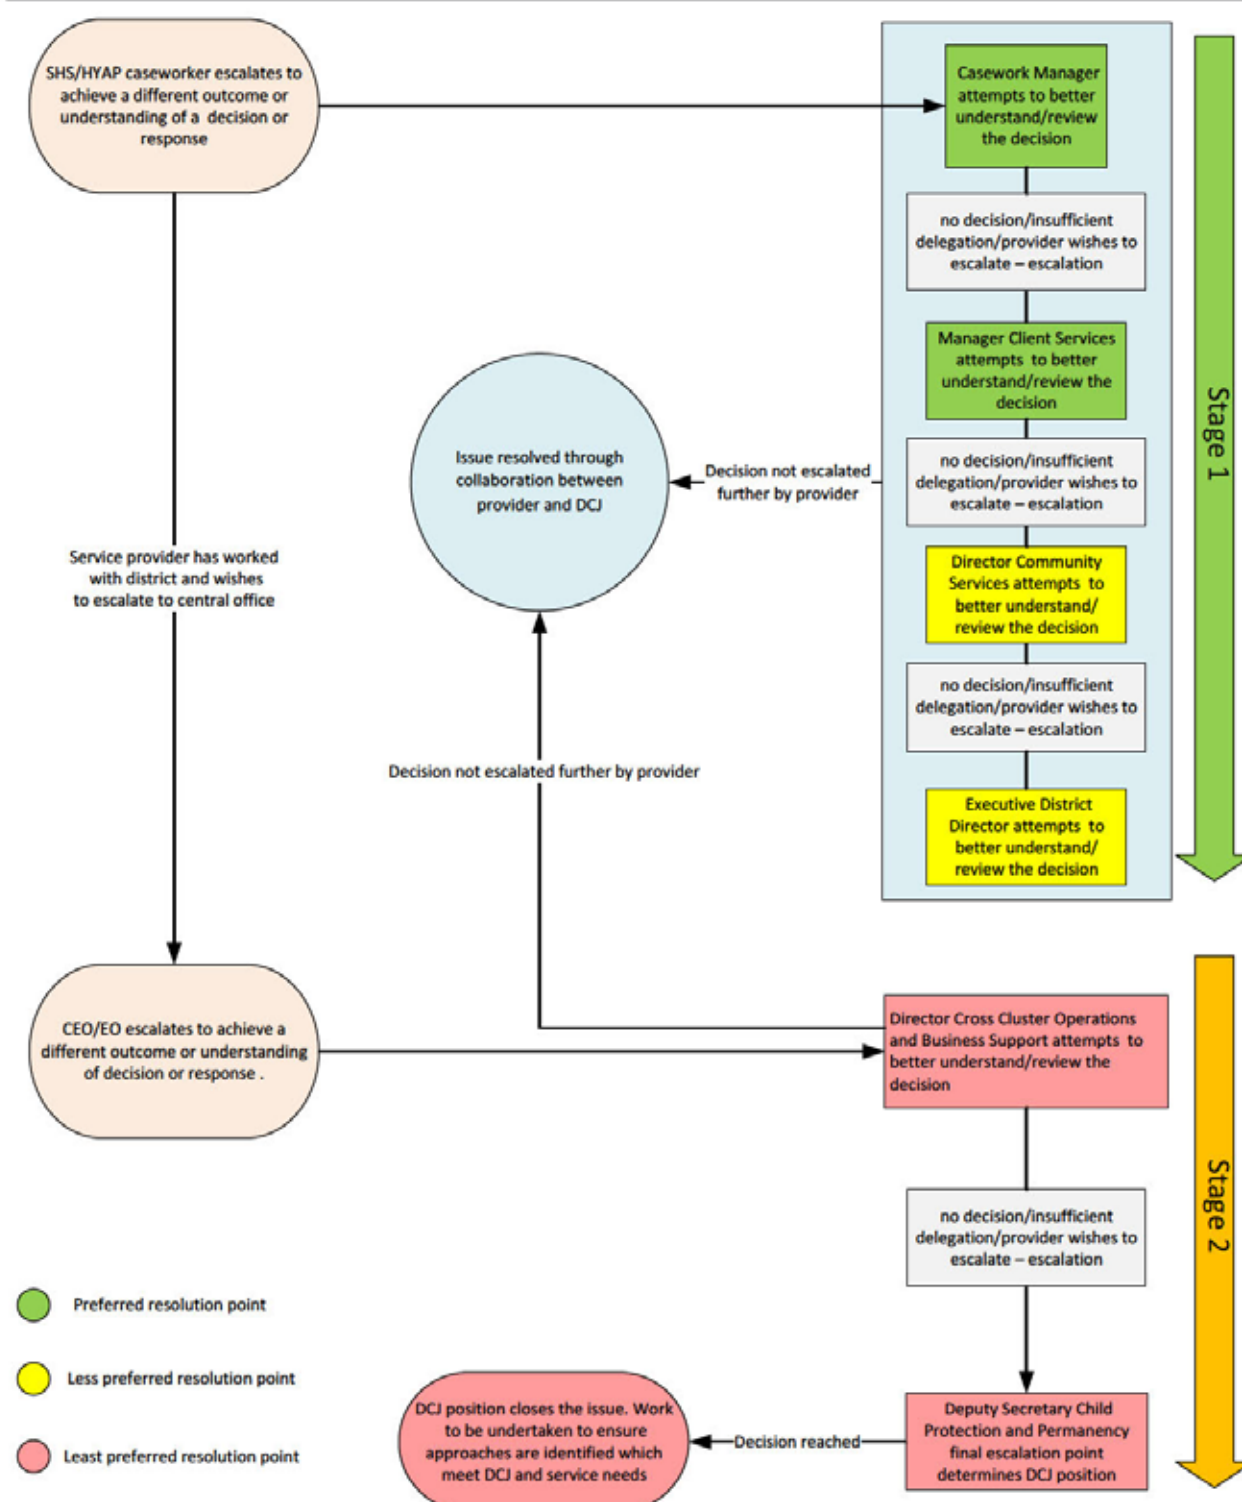 SHS/HYAP caseworker escalates to
achieve a different outcome or
understanding of a decision or
response
Casework Manager
attempts to better
understand/review
the decision
no decision/insufficient
delegation/provider wishes to
escalate – escalation
Manager Client Services
attempts to better
understand/review the
decision
Stage 1
Issue resolved through
collaboration between
provider and DCJ
Decision not escalated
further by provider
no decision/insufficient
delegation/provider wishes to
escalate – escalation
Service provider has worked
with district and wishes
to escalate to central office
Director Community
Services attempts to
better understand/
review the decision
no decision/insufficient
delegation/provider wishes to
escalate – escalation
Decision not escalated further by provider
Executive District
Director attempts to
better understand/
review the decision
CEO/EO escalates to achieve a
different outcome or understanding
of decision or response .
Director Cross Cluster Operations
and Business Support attempts to
better understand/review the
decision
Stage 2
no decision/insufficient
delegation/provider wishes to
escalate – escalation
Preferred resolution point
Less preferred resolution point
Least preferred resolution point
DCJ position closes the issue. Work
to be undertaken to ensure
approaches are identified which
meet DCJ and service needs
Decision reached
Deputy Secretary Child
Protection and Permanency
final escalation point
determines DCJ position